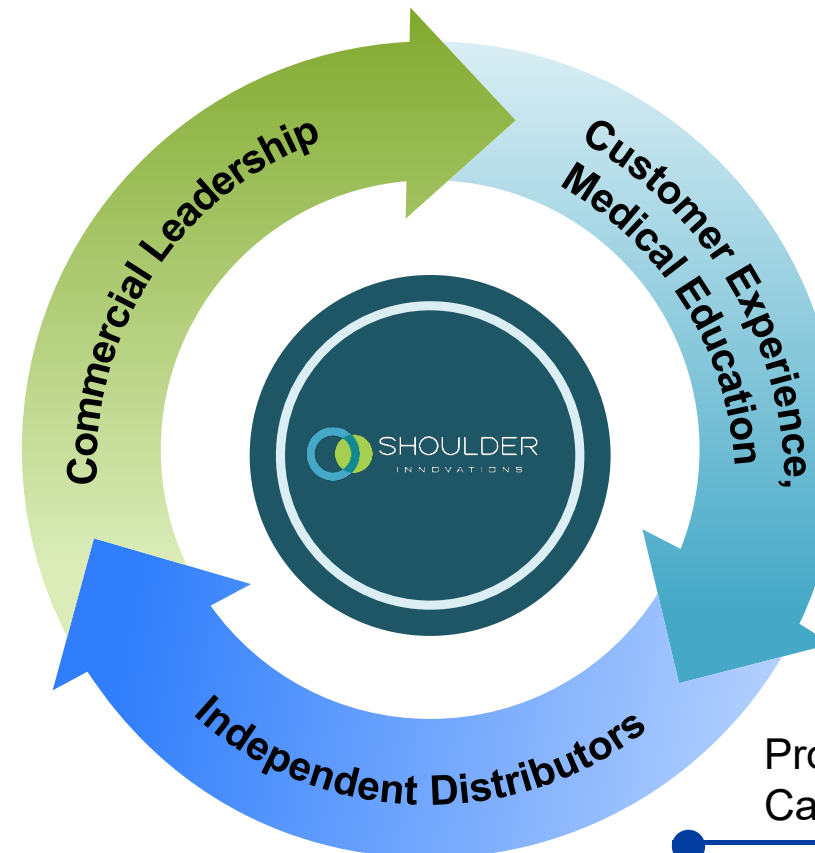 Commercial Leadership
Customer Experience,
Medical Education
SHOULDER
INNOVATIONS
Independent Distributors